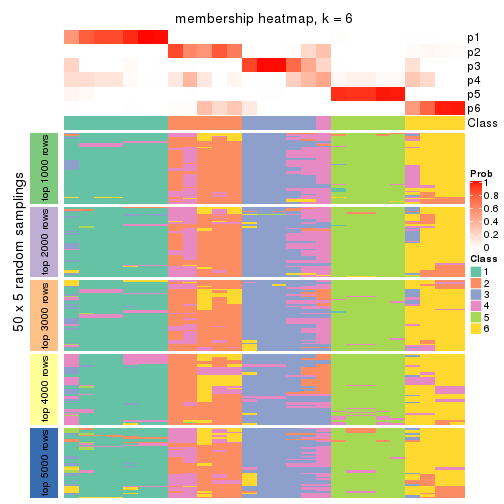 membership heatmap, k = 6
p1
p2
p3
p4
p5
p6
Class
50 x 5 random samplings
top 1000 rows
top 2000 rows
top 3000 rows
top 4000 rows
top 5000 rows
Prob
1
0.8
0.6
0.4
0.2
0
Class
1
2
3
4
5
6